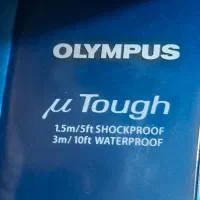 OLYMPUS
μ Tough
1.5m/5ft SHOCKPROOF
3m/10ft WATERPROOF